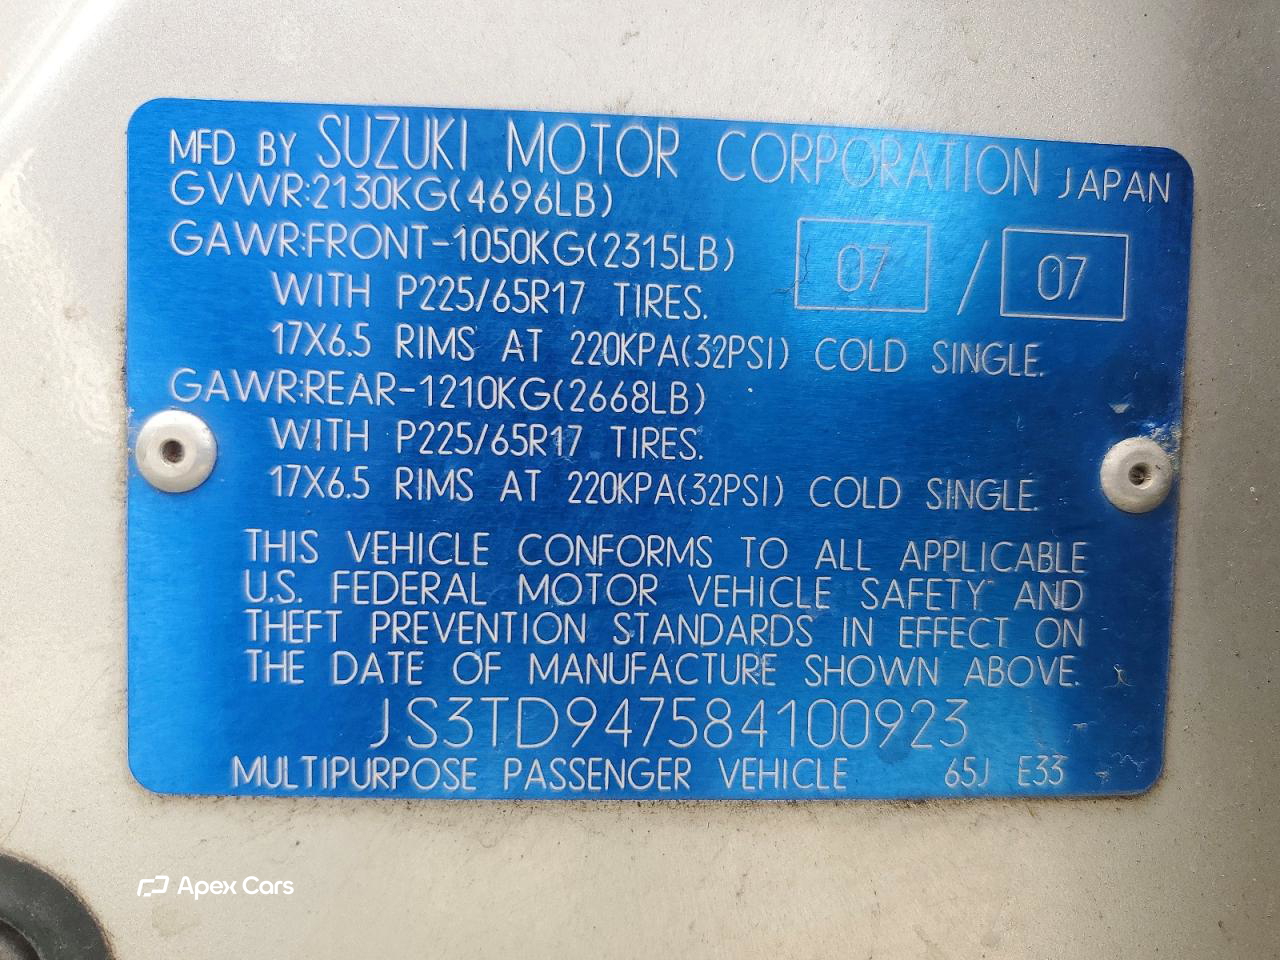 MFD BY SUZUKI MOTOR CORPORATION JAPAN
GVWR:2130KG(4696LB)
GAWR:FRONT-1050KG(2315LB) 07 / 07
WITH P225/65R17 TIRES.
17X6.5 RIMS AT 220KPA(32PSI) COLD SINGLE.
GAWR:REAR-1210KG(2668LB)
WITH P225/65R17 TIRES.
17X6.5 RIMS AT 220KPA(32PSI) COLD SINGLE.
THIS VEHICLE CONFORMS TO ALL APPLICABLE
U.S. FEDERAL MOTOR VEHICLE SAFETY AND
THEFT PREVENTION STANDARDS IN EFFECT ON
THE DATE OF MANUFACTURE SHOWN ABOVE.
JS3TD947584100923
MULTIPURPOSE PASSENGER VEHICLE 65J E33
Apex Cars